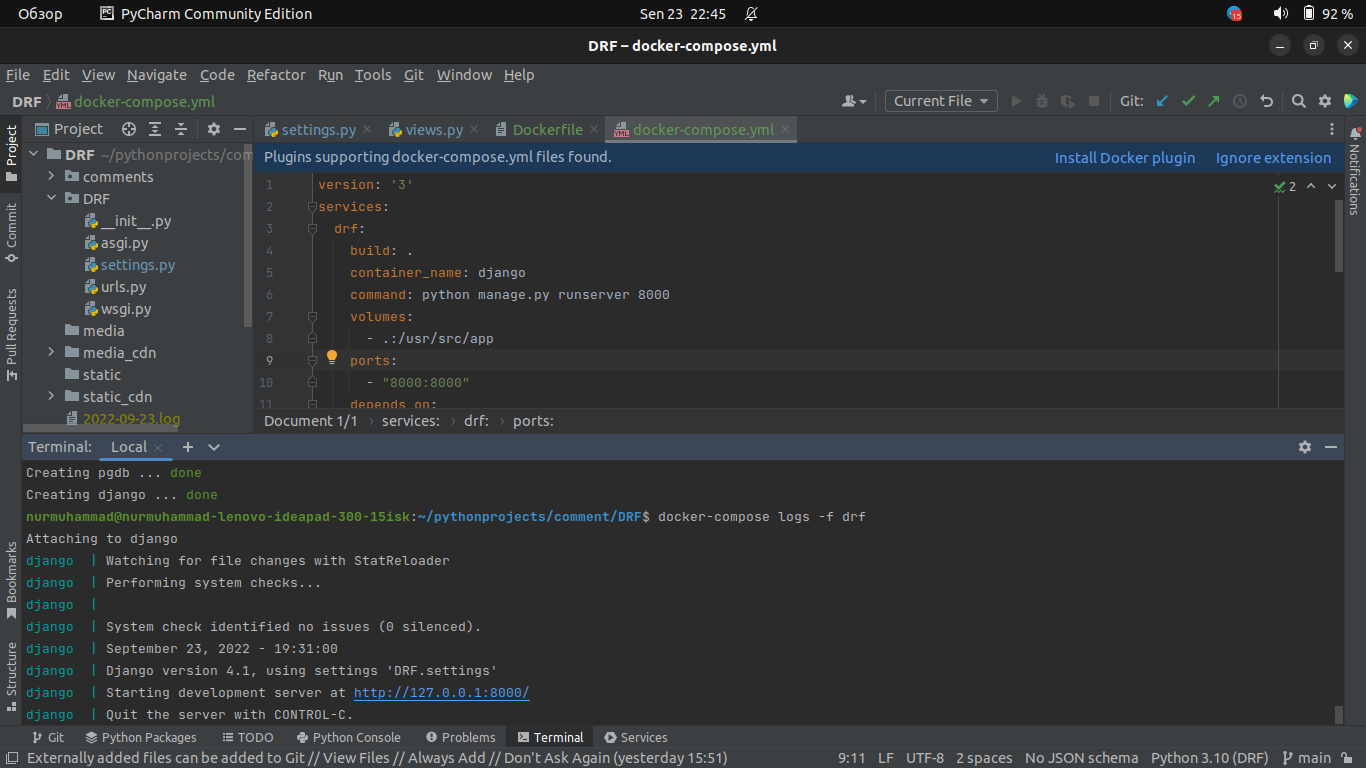 Обзор PyCharm Community Edition Sen 23 22:45 15 92 %
DRF – docker-compose.yml
File Edit View Navigate Code Refactor Run Tools Git Window Help
DRF docker-compose.yml Current File Git:
Project settings.py views.py Dockerfile docker-compose.yml
Plugins supporting docker-compose.yml files found. Install Docker plugin Ignore extension
DRF ~/pythonprojects/com
comments
DRF
__init__.py
asgi.py
settings.py
urls.py
wsgi.py
media
media_cdn
static
static_cdn
2022-09-23.log
1 version: '3'
2 services:
3 drf:
4 build: .
5 container_name: django
6 command: python manage.py runserver 8000
7 volumes:
8 - .:/usr/src/app
9 ports:
10 - "8000:8000"
11 depends_on:
2
Document 1/1 › services: › drf: › ports:
Project
Commit
Pull Requests
Bookmarks
Structure
Notifications
Terminal: Local
Creating pgdb ... done
Creating django ... done
nurmuhammad@nurmuhammad-lenovo-ideapad-300-15isk:~/pythonprojects/comment/DRF$ docker-compose logs -f drf
Attaching to django
django | Watching for file changes with StatReloader
django | Performing system checks...
django |
django | System check identified no issues (0 silenced).
django | September 23, 2022 - 19:31:00
django | Django version 4.1, using settings 'DRF.settings'
django | Starting development server at http://127.0.0.1:8000/
django | Quit the server with CONTROL-C.
Git Python Packages TODO Python Console Problems Terminal Services
Externally added files can be added to Git // View Files // Always Add // Don't Ask Again (yesterday 15:51) 9:11 LF UTF-8 2 spaces No JSON schema Python 3.10 (DRF) main